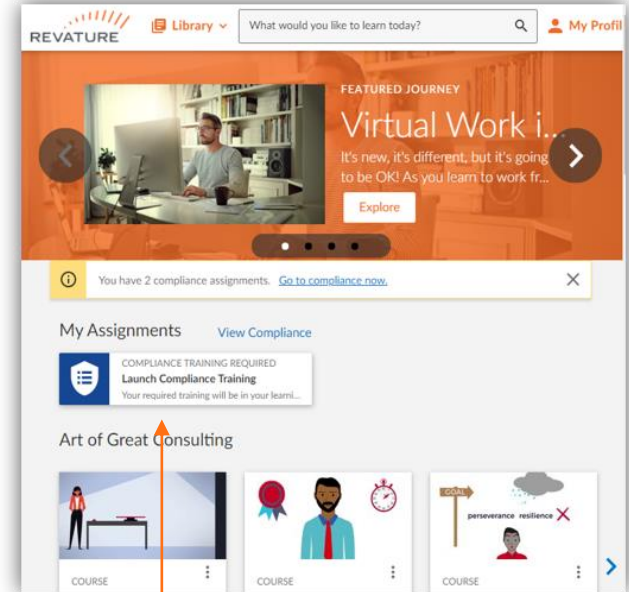 REVATURE
Library
What would you like to learn today?
My Profil
FEATURED JOURNEY
Virtual Work i...
It's new, it's different, but it's going
to be OK! As you learn to work fr...
Explore
You have 2 compliance assignments. Go to compliance now.
My Assignments View Compliance
COMPLIANCE TRAINING REQUIRED
Launch Compliance Training
Your required training will be in your learni...
Art of Great Consulting
GOAL
perseverance resilience
COURSE COURSE COURSE